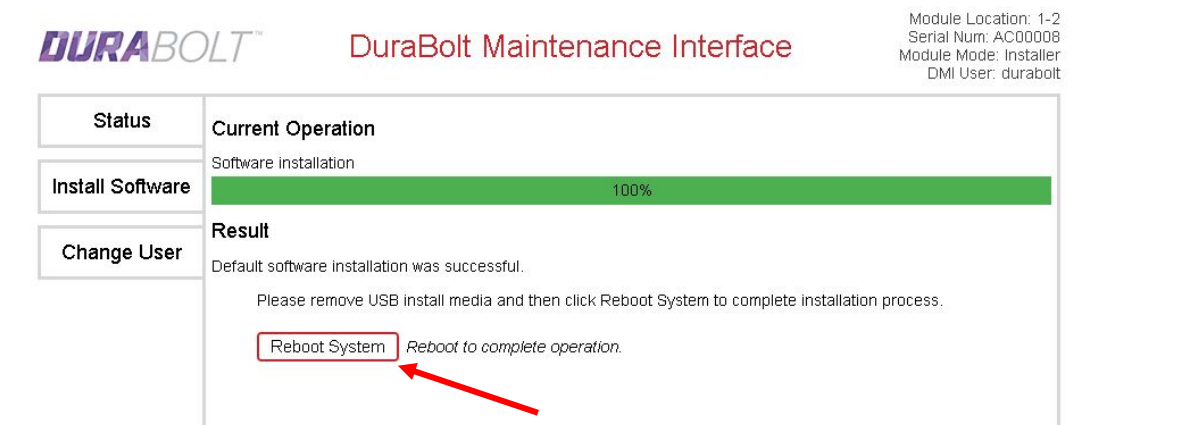 DURABOLT™
DuraBolt Maintenance Interface
Module Location: 1-2
Serial Num: AC00008
Module Mode: Installer
DMI User: durabolt
Status
Install Software
Change User
Current Operation
Software installation
100%
Result
Default software installation was successful.
Please remove USB install media and then click Reboot System to complete installation process.
Reboot System Reboot to complete operation.